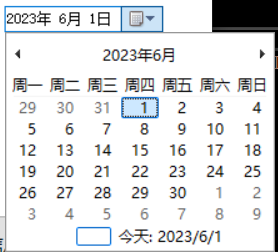 2023年 6月 1日
2023年6月
周一 周二 周三 周四 周五 周六 周日
29 30 31 1 2 3 4
5 6 7 8 9 10 11
12 13 14 15 16 17 18
19 20 21 22 23 24 25
26 27 28 29 30 1 2
3 4 5 6 7 8 9
今天: 2023/6/1